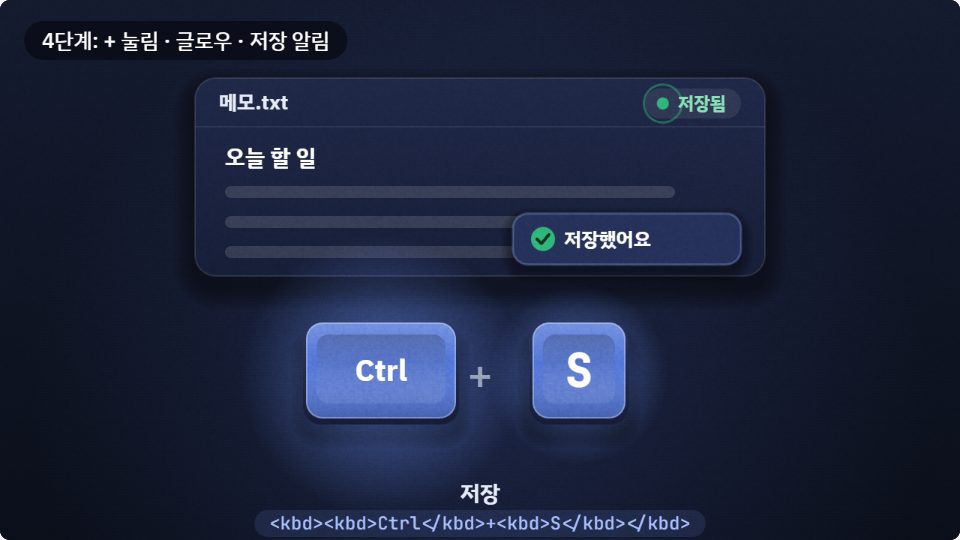 4단계: + 눌림 · 글로우 · 저장 알림
메모.txt
저장됨
오늘 할 일
저장했어요
Ctrl + S
저장
<kbd><kbd>Ctrl</kbd>+<kbd>S</kbd></kbd>